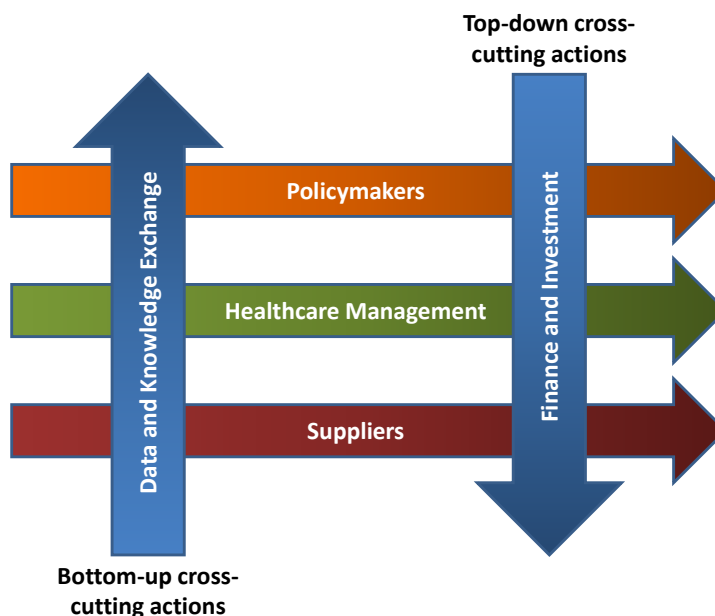 Top-down cross-
cutting actions
Policymakers
Healthcare Management
Suppliers
Data and Knowledge Exchange
Finance and Investment
Bottom-up cross-
cutting actions